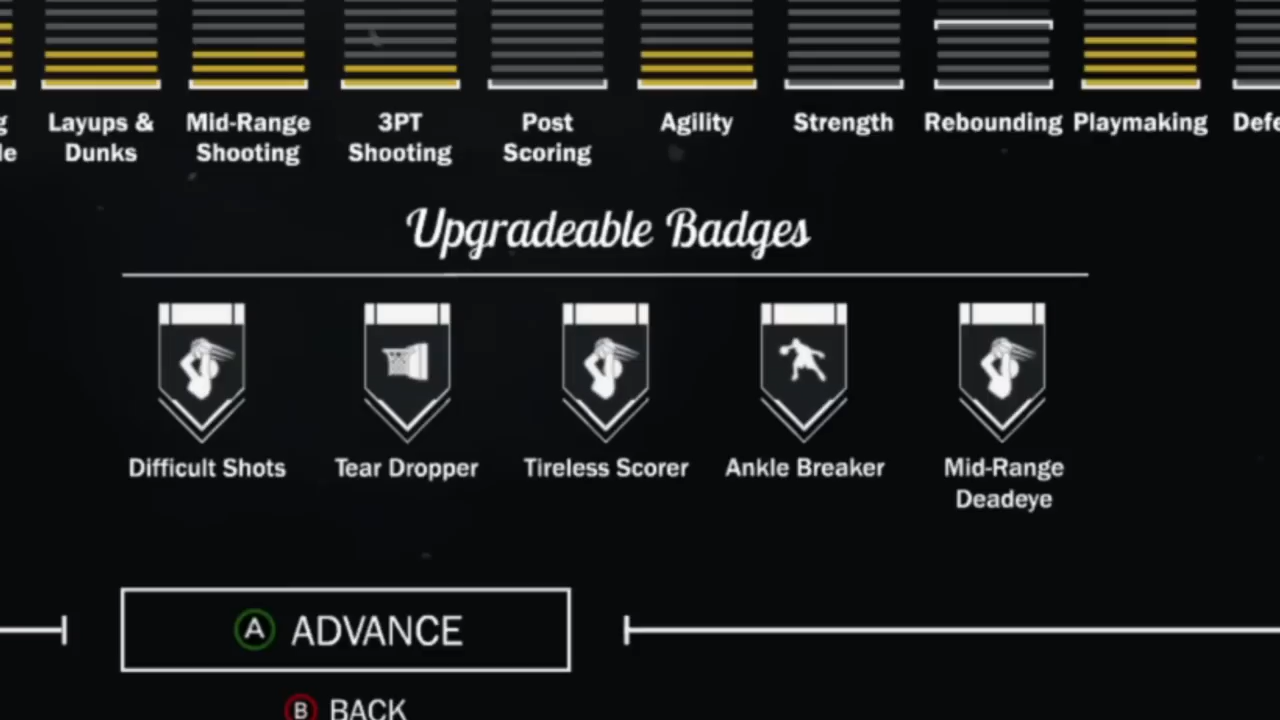 Layups & Mid-Range 3PT Post Agility Strength Rebounding Playmaking
Dunks Shooting Shooting Scoring
Upgradeable Badges
Difficult Shots Tear Dropper Tireless Scorer Ankle Breaker Mid-Range
Deadeye
A ADVANCE
B BACK